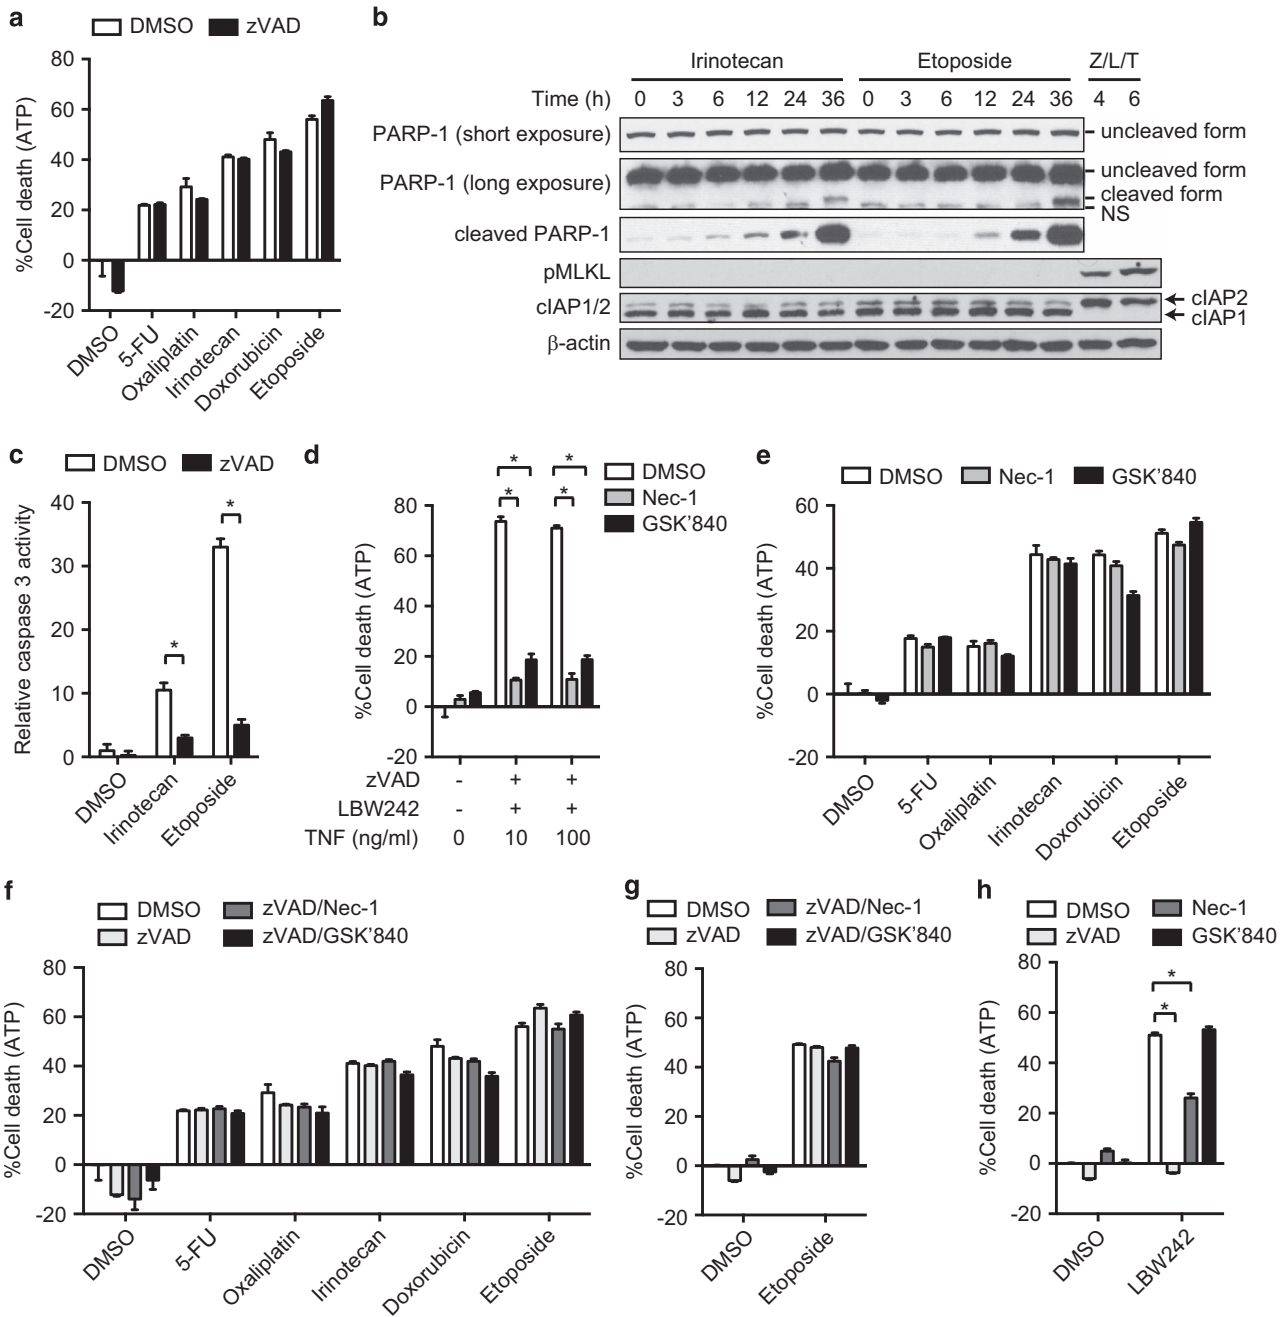 a
DMSO zVAD
80
60
40
20
0
-20
%Cell death (ATP)
DMSO
5-FU
Oxaliplatin
Irinotecan
Doxorubicin
Etoposide
b
Irinotecan Etoposide Z/L/T
Time (h) 0 3 6 12 24 36 0 3 6 12 24 36 4 6
PARP-1 (short exposure) uncleaved form
PARP-1 (long exposure) uncleaved form
cleaved form
NS
cleaved PARP-1
pMLKL
cIAP1/2 cIAP2
cIAP1
β-actin
c
DMSO zVAD
40
30
20
10
0
Relative caspase 3 activity
*
*
DMSO
Irinotecan
Etoposide
d
DMSO
Nec-1
GSK'840
* *
* *
80
60
40
20
0
-20
%Cell death (ATP)
zVAD - + +
LBW242 - + +
TNF (ng/ml) 0 10 100
e
DMSO Nec-1 GSK'840
60
40
20
0
-20
%Cell death (ATP)
DMSO
5-FU
Oxaliplatin
Irinotecan
Doxorubicin
Etoposide
f
DMSO zVAD/Nec-1
zVAD zVAD/GSK'840
80
60
40
20
0
-20
%Cell death (ATP)
DMSO
5-FU
Oxaliplatin
Irinotecan
Doxorubicin
Etoposide
g
DMSO zVAD/Nec-1
zVAD zVAD/GSK'840
80
60
40
20
0
-20
%Cell death (ATP)
DMSO
Etoposide
h
DMSO Nec-1
zVAD GSK'840
80
60
40
20
0
-20
%Cell death (ATP)
*
*
DMSO
LBW242